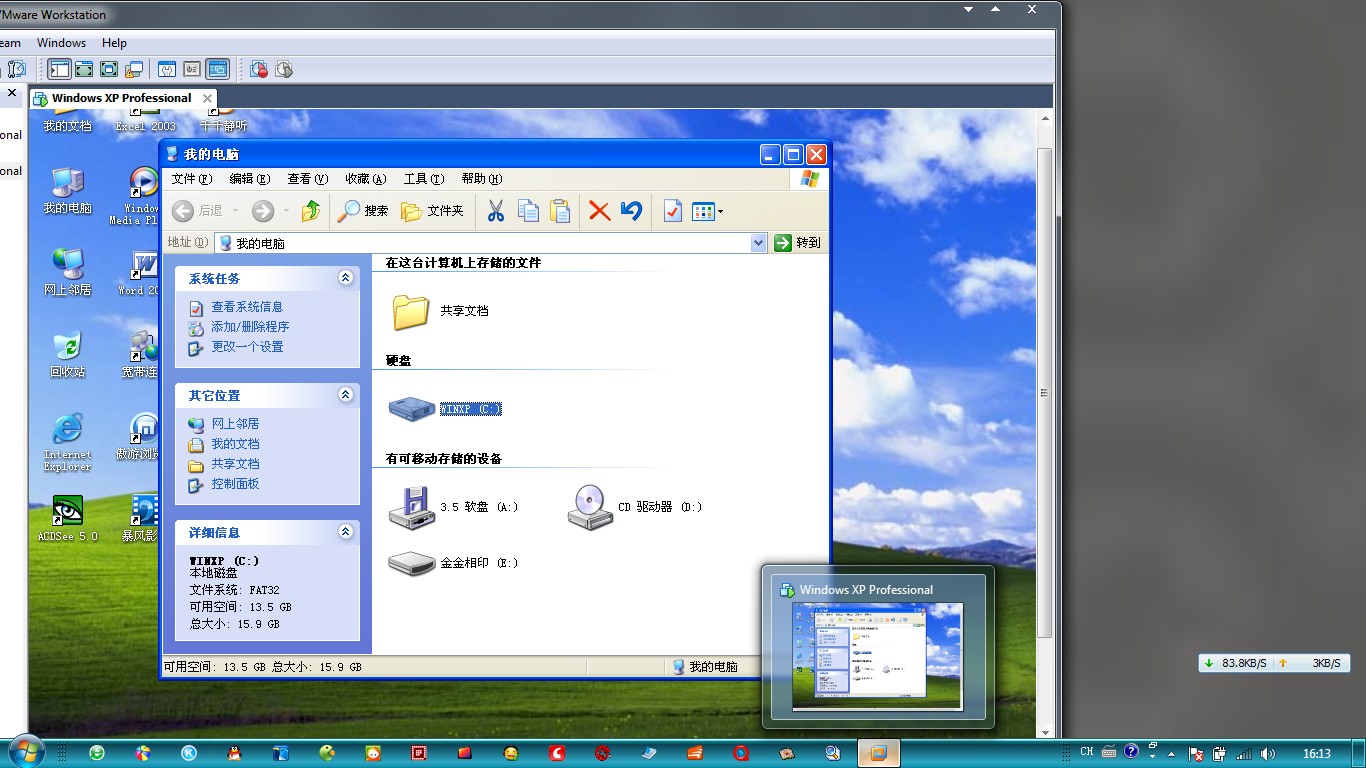 VMware Workstation
eam Windows Help
Windows XP Professional
onal
onal
我的文档 Excel 2003 千千静听
我的电脑 Window
Media Pl
网上邻居 Word 20
回收站 宽带连
Internet
Explorer
傲游浏览
ACDSee 5.0 暴风影
我的电脑
文件(F) 编辑(E) 查看(V) 收藏(A) 工具(T) 帮助(H)
后退 搜索 文件夹
地址(D) 我的电脑 转到
系统任务
查看系统信息
添加/删除程序
更改一个设置
其它位置
网上邻居
我的文档
共享文档
控制面板
详细信息
WINXP (C:)
本地磁盘
文件系统: FAT32
可用空间: 13.5 GB
总大小: 15.9 GB
在这台计算机上存储的文件
共享文档
硬盘
WINXP (C:)
有可移动存储的设备
3.5 软盘 (A:) CD 驱动器 (D:)
金金相印 (E:)
可用空间: 13.5 GB 总大小: 15.9 GB 我的电脑
Windows XP Professional
83.8KB/S 3KB/S
CH 16:13